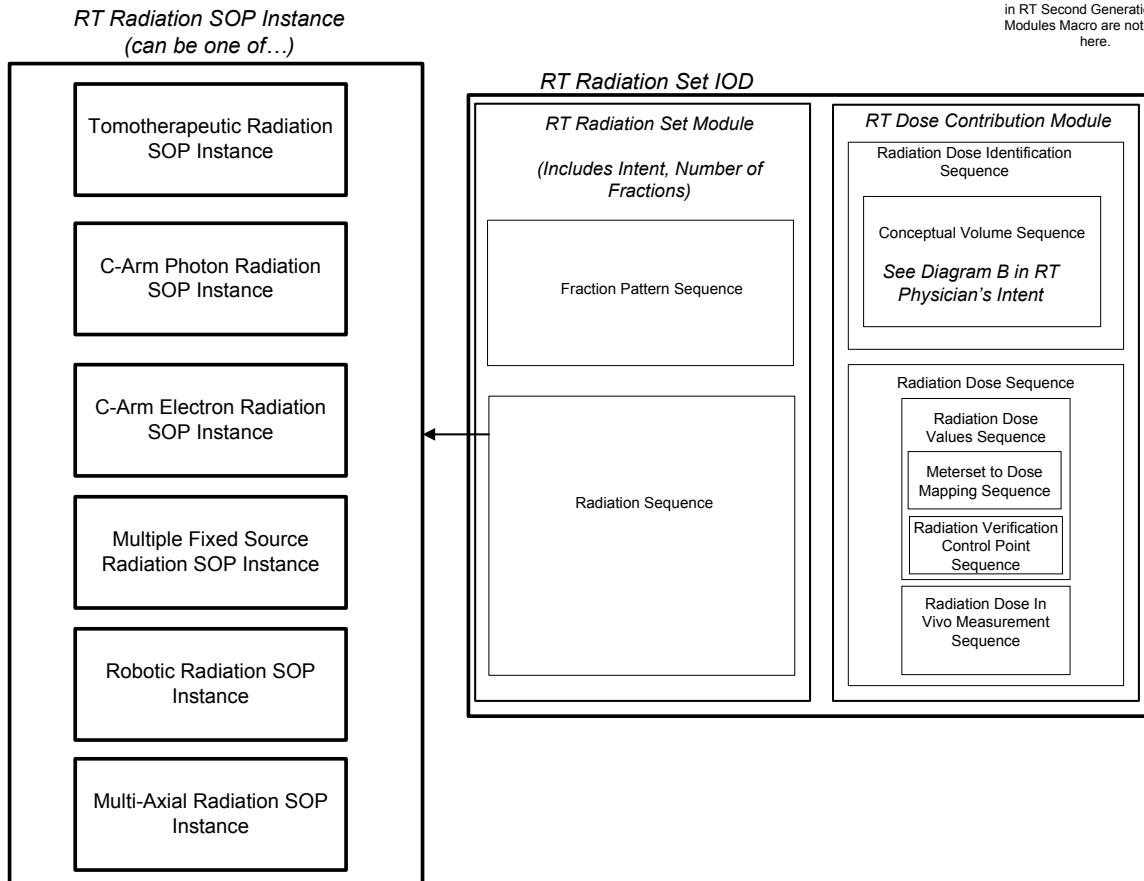 RT Radiation SOP Instance
(can be one of…)
Tomotherapeutic Radiation
SOP Instance
C-Arm Photon Radiation
SOP Instance
C-Arm Electron Radiation
SOP Instance
Multiple Fixed Source
Radiation SOP Instance
Robotic Radiation SOP
Instance
Multi-Axial Radiation SOP
Instance
in RT Second
Modules Macro are not
here.
RT Radiation Set IOD
RT Radiation Set Module
(Includes Intent, Number of
Fractions)
Fraction Pattern Sequence
Radiation Sequence
RT Dose Contribution Module
Radiation Dose Identification
Sequence
Conceptual Volume Sequence
See Diagram B in RT
Physician’s Intent
Radiation Dose Sequence
Radiation Dose
Values Sequence
Meterset to Dose
Mapping Sequence
Radiation Verification
Control Point
Sequence
Radiation Dose In
Vivo Measurement
Sequence